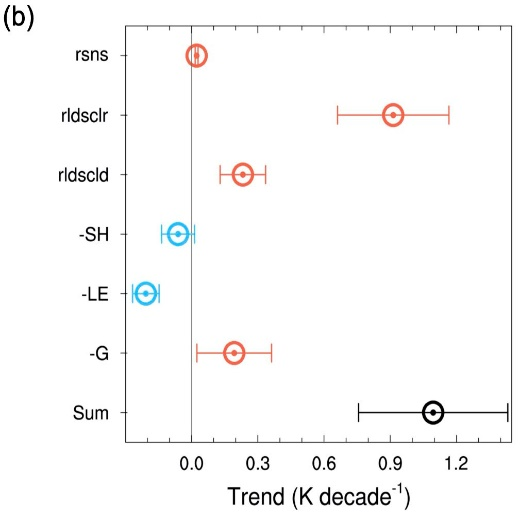 (b)
rsns
rldsclr
rldscld
-SH
-LE
-G
Sum
0.0 0.3 0.6 0.9 1.2
Trend (K decade⁻¹)